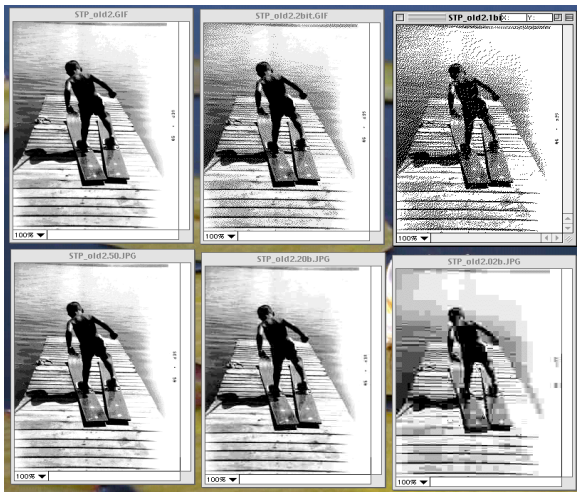 STP_old2.GIF
STP_old2.2bit.GIF
STP_old2.1bi X: Y:
100%
100%
100%
STP_old2.50.JPG
STP_old2.20b.JPG
STP_old2.02b.JPG
100%
100%
100%